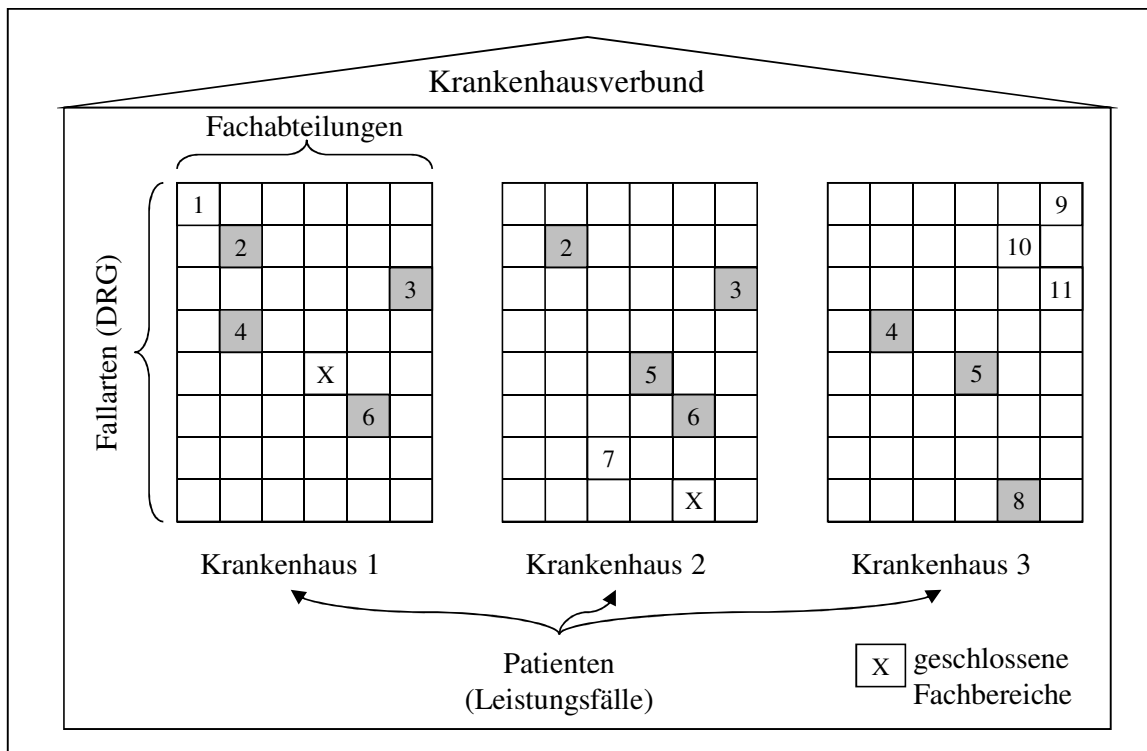 Krankenhausverbund
Fachabteilungen
Fallarten (DRG)
1 9
2 2 10
3 3 11
4 4
X 5 5
6 6
7
X 8
Krankenhaus 1 Krankenhaus 2 Krankenhaus 3
Patienten
(Leistungsfälle)
X geschlossene
Fachbereiche